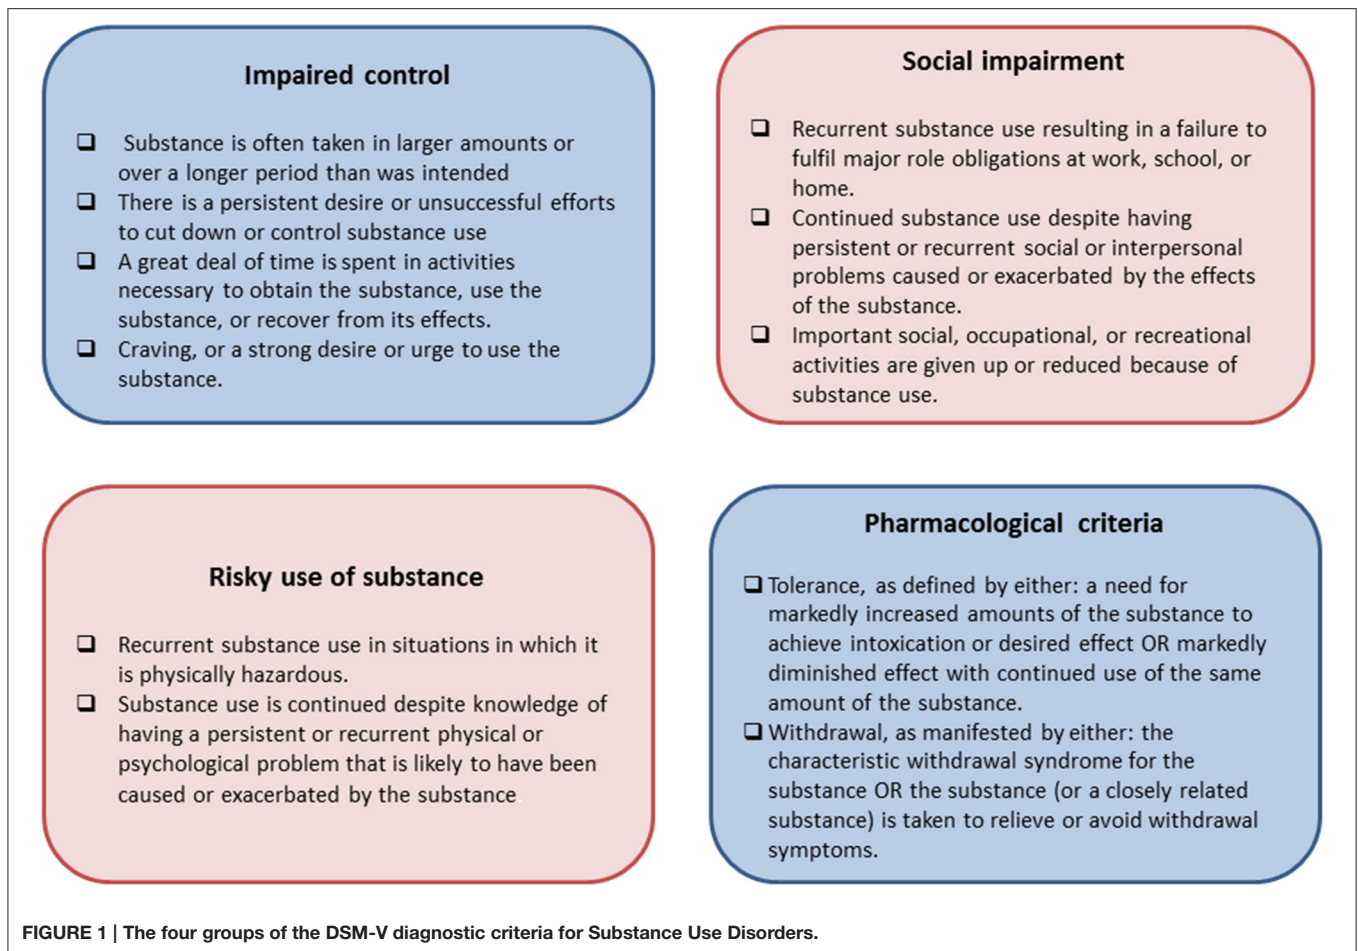 Impaired control
❑ Substance is often taken in larger amounts or
over a longer period than was intended
❑ There is a persistent desire or unsuccessful efforts
to cut down or control substance use
❑ A great deal of time is spent in activities
necessary to obtain the substance, use the
substance, or recover from its effects.
❑ Craving, or a strong desire or urge to use the
substance.
Social impairment
❑ Recurrent substance use resulting in a failure to
fulfil major role obligations at work, school, or
home.
❑ Continued substance use despite having
persistent or recurrent social or interpersonal
problems caused or exacerbated by the effects
of the substance.
❑ Important social, occupational, or recreational
activities are given up or reduced because of
substance use.
Risky use of substance
❑ Recurrent substance use in situations in which it
is physically hazardous.
❑ Substance use is continued despite knowledge of
having a persistent or recurrent physical or
psychological problem that is likely to have been
caused or exacerbated by the substance.
Pharmacological criteria
❑ Tolerance, as defined by either: a need for
markedly increased amounts of the substance to
achieve intoxication or desired effect OR markedly
diminished effect with continued use of the same
amount of the substance.
❑ Withdrawal, as manifested by either: the
characteristic withdrawal syndrome for the
substance OR the substance (or a closely related
substance) is taken to relieve or avoid withdrawal
symptoms.
FIGURE 1 | The four groups of the DSM-V diagnostic criteria for Substance Use Disorders.